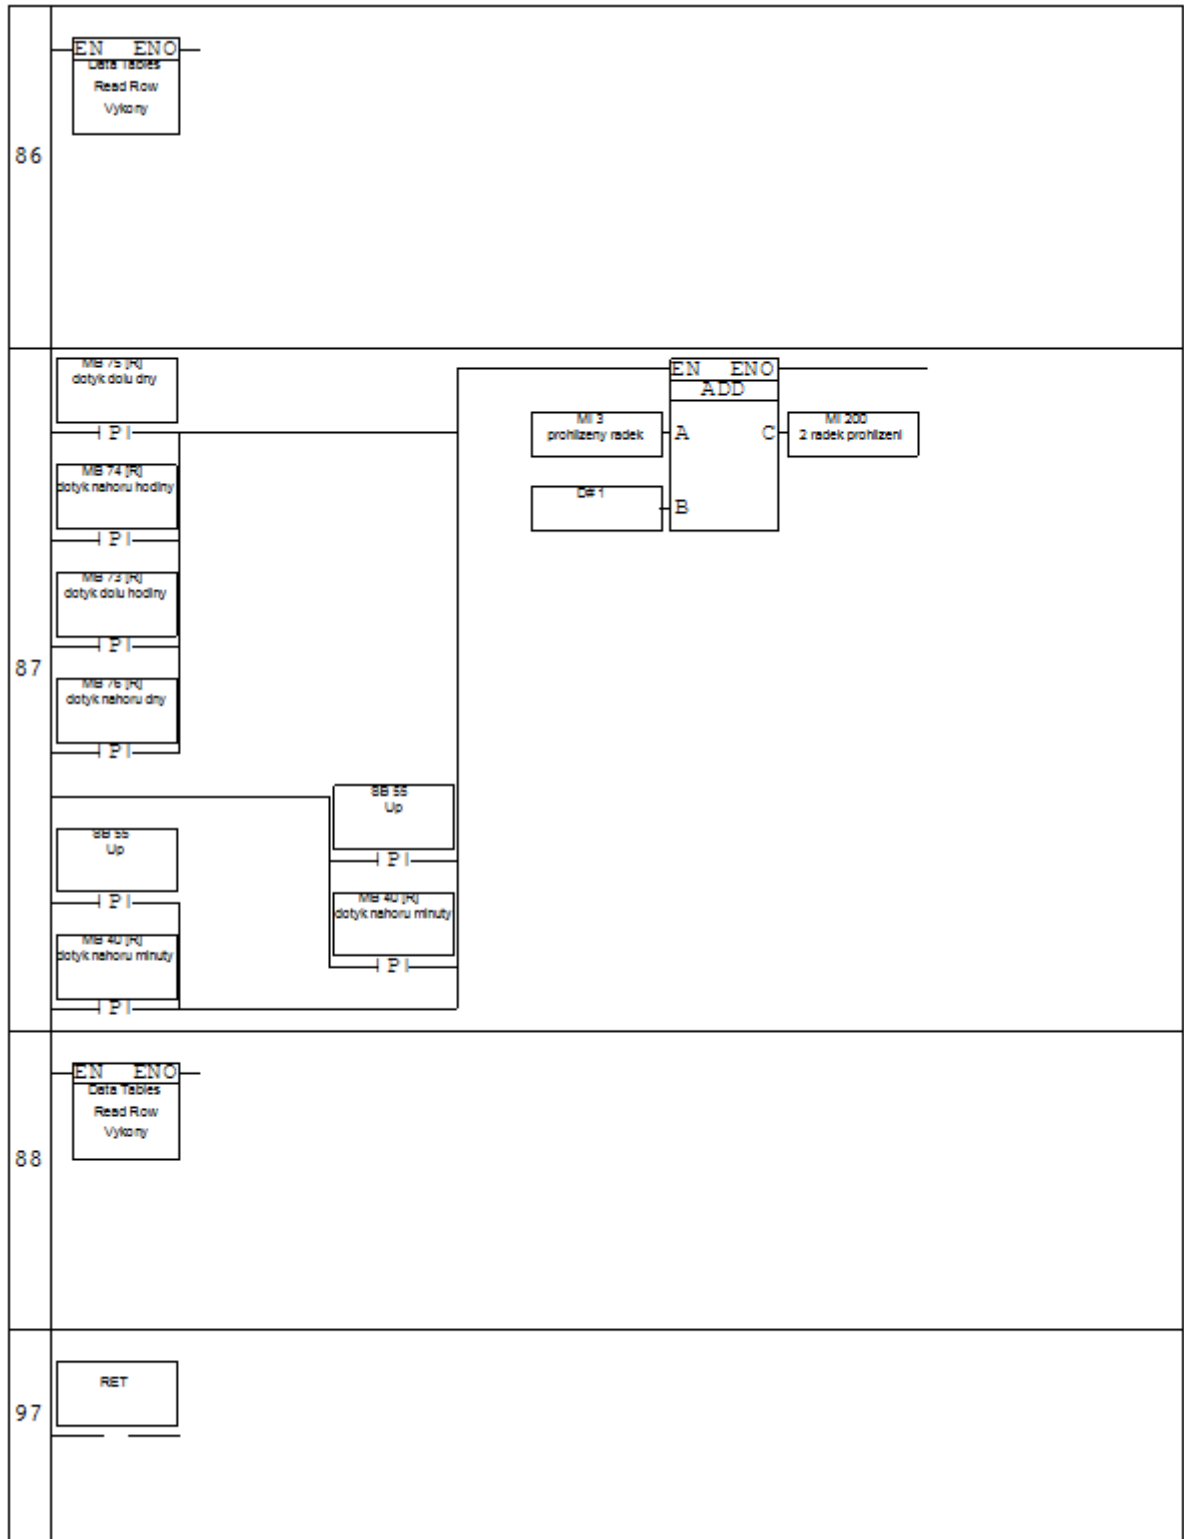 EN ENO
Data Tables
Read Row
Vykony
86
MB 75 [R]
dotyk dolu dny
P
MB 74 [R]
dotyk nahoru hodiny
P
MB 73 [R]
dotyk dolu hodiny
P
MB 76 [R]
dotyk nahoru dny
P
87
EN ENO
ADD
MI 3
prohlizeny radek
A C
MI 200
2 radek prohlizeni
D# 1
B
SB 55
Up
P
MB 40 [R]
dotyk nahoru minuty
P
SB 55
Up
P
MB 40 [R]
dotyk nahoru minuty
P
EN ENO
Data Tables
Read Row
Vykony
88
RET
97